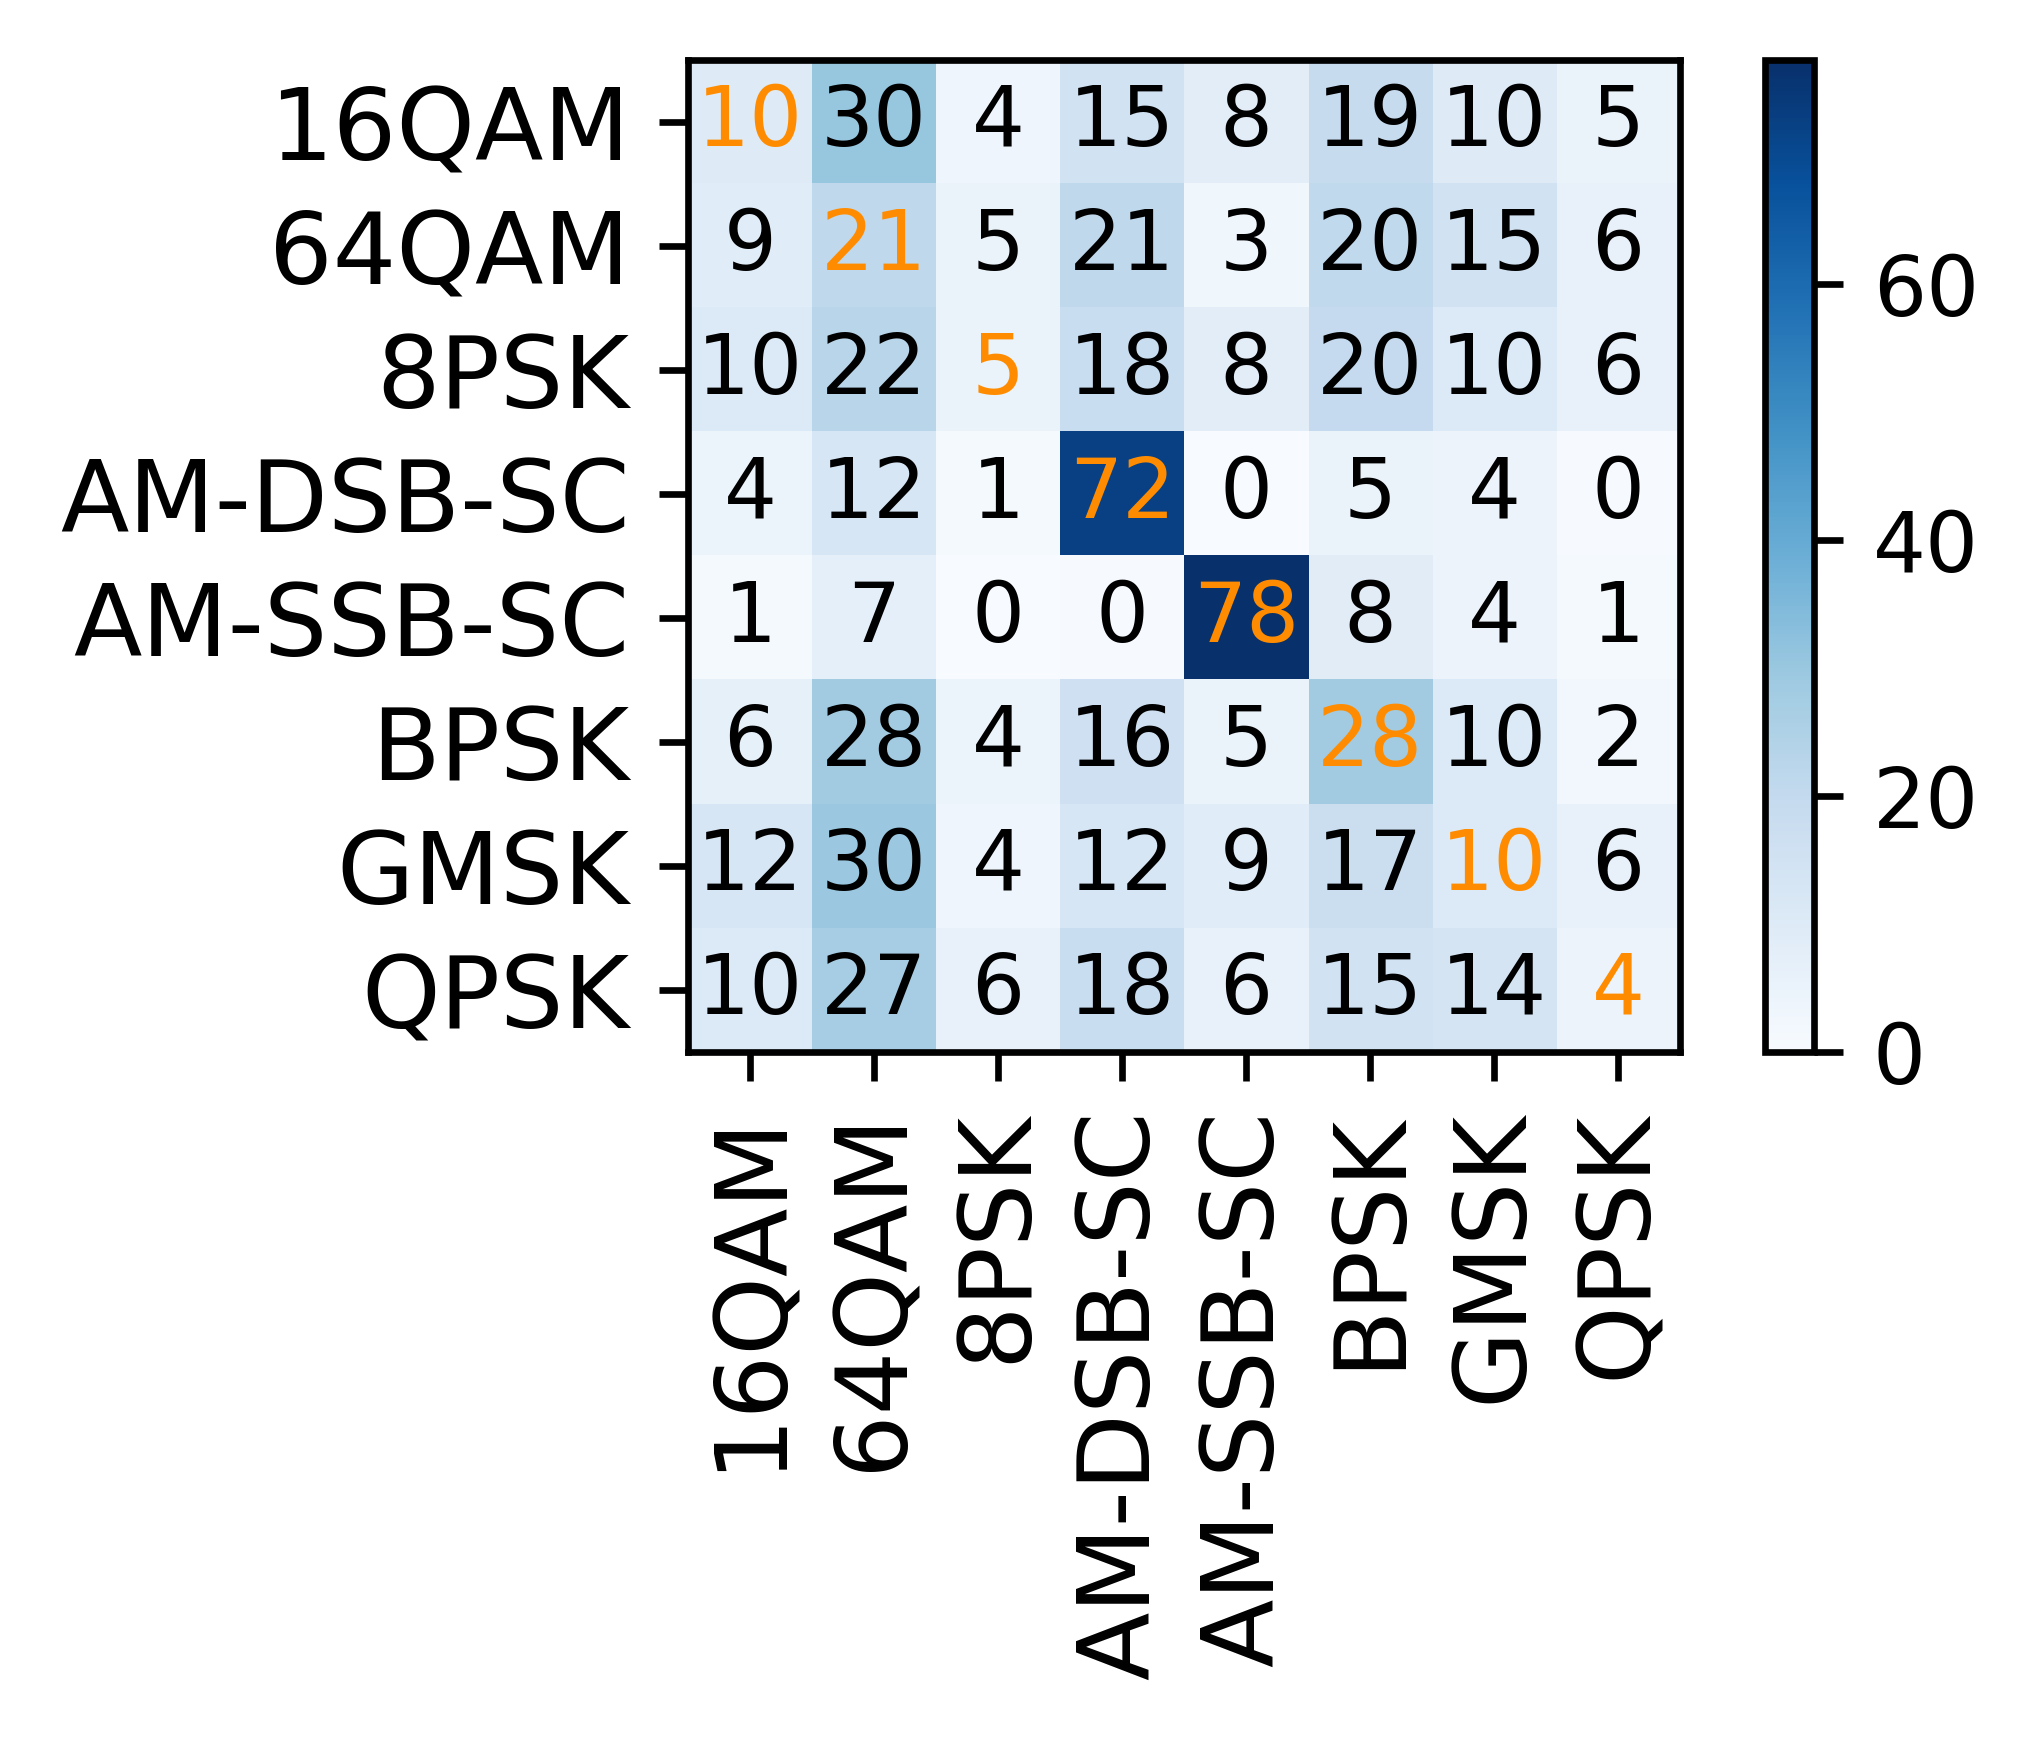 16QAM 10 30 4 15 8 19 10 5
64QAM 9 21 5 21 3 20 15 6
8PSK 10 22 5 18 8 20 10 6
AM-DSB-SC 4 12 1 72 0 5 4 0
AM-SSB-SC 1 7 0 0 78 8 4 1
BPSK 6 28 4 16 5 28 10 2
GMSK 12 30 4 12 9 17 10 6
QPSK 10 27 6 18 6 15 14 4
16QAM
64QAM
8PSK
AM-DSB-SC
AM-SSB-SC
BPSK
GMSK
QPSK
60
40
20
0